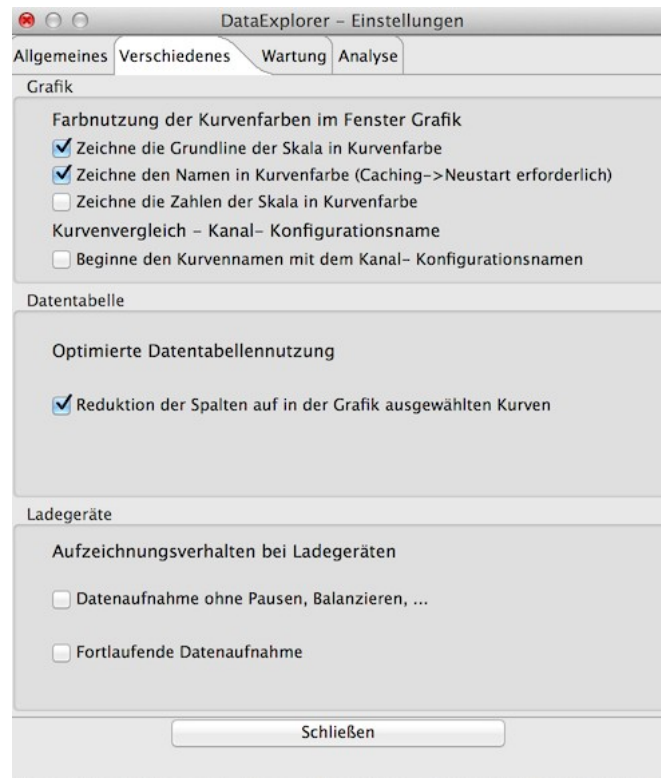 DataExplorer – Einstellungen
Allgemeines Verschiedenes Wartung Analyse
Grafik
Farbnutzung der Kurvenfarben im Fenster Grafik
Zeichne die Grundline der Skala in Kurvenfarbe
Zeichne den Namen in Kurvenfarbe (Caching->Neustart erforderlich)
Zeichne die Zahlen der Skala in Kurvenfarbe
Kurvenvergleich – Kanal- Konfigurationsname
Beginne den Kurvennamen mit dem Kanal- Konfigurationsnamen
Datentabelle
Optimierte Datentabellennutzung
Reduktion der Spalten auf in der Grafik ausgewählten Kurven
Ladegeräte
Aufzeichnungsverhalten bei Ladegeräten
Datenaufnahme ohne Pausen, Balanzieren, ...
Fortlaufende Datenaufnahme
Schließen